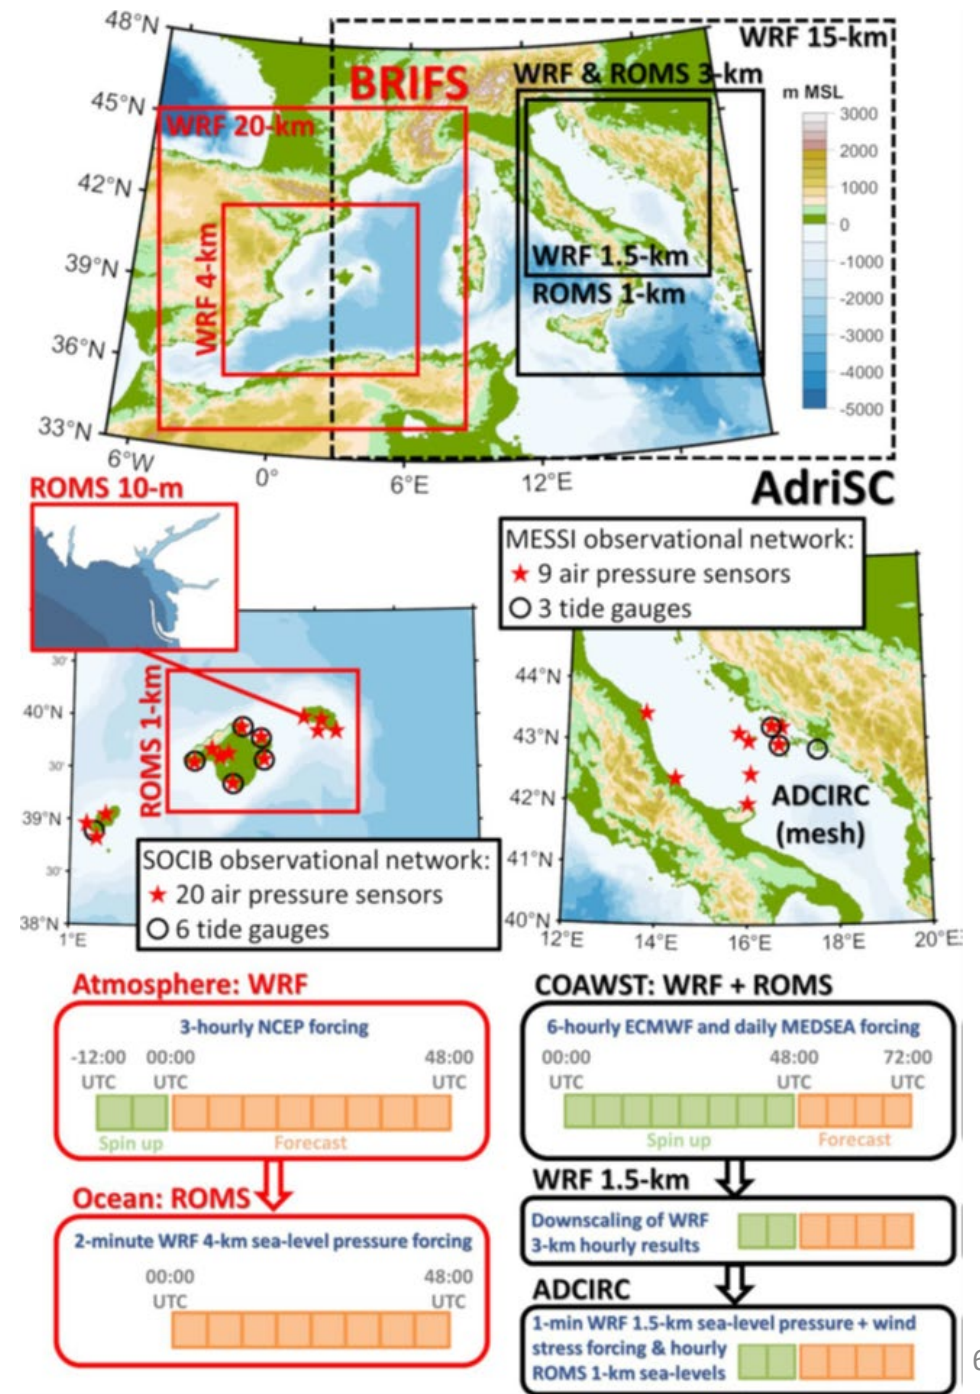 48°N
45°N
42°N
39°N
36°N
33°N
6°W
0°
6°E
12°E
WRF 15-km
BRIFS
WRF & ROMS 3-km
WRF 20-km
WRF 4-km
WRF 1.5-km
ROMS 1-km
m MSL
3000
2000
1000
0
-1000
-2000
-3000
-4000
-5000
AdriSC
ROMS 10-m
30'
40°N
30'
39°N
30'
38°N
1°E
ROMS 1-km
SOCIB observational network:
20 air pressure sensors
6 tide gauges
MESSI observational network:
9 air pressure sensors
3 tide gauges
44°N
43°N
42°N
41°N
40°N
12°E
14°E
16°E
18°E
20°E
ADCIRC
(mesh)
Atmosphere: WRF
3-hourly NCEP forcing
-12:00 00:00 48:00
UTC UTC UTC
Spin up Forecast
Ocean: ROMS
2-minute WRF 4-km sea-level pressure forcing
00:00 48:00
UTC UTC
COAWST: WRF + ROMS
6-hourly ECMWF and daily MEDSEA forcing
00:00 48:00 72:00
UTC UTC UTC
Spin up Forecast
WRF 1.5-km
Downscaling of WRF
3-km hourly results
ADCIRC
1-min WRF 1.5-km sea-level pressure + wind
stress forcing & hourly
ROMS 1-km sea-levels
6